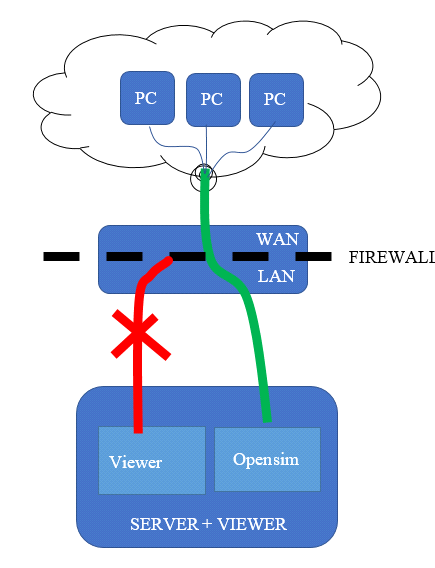 PC PC PC
WAN
FIREWALL
LAN
Viewer
Opensim
SERVER + VIEWER